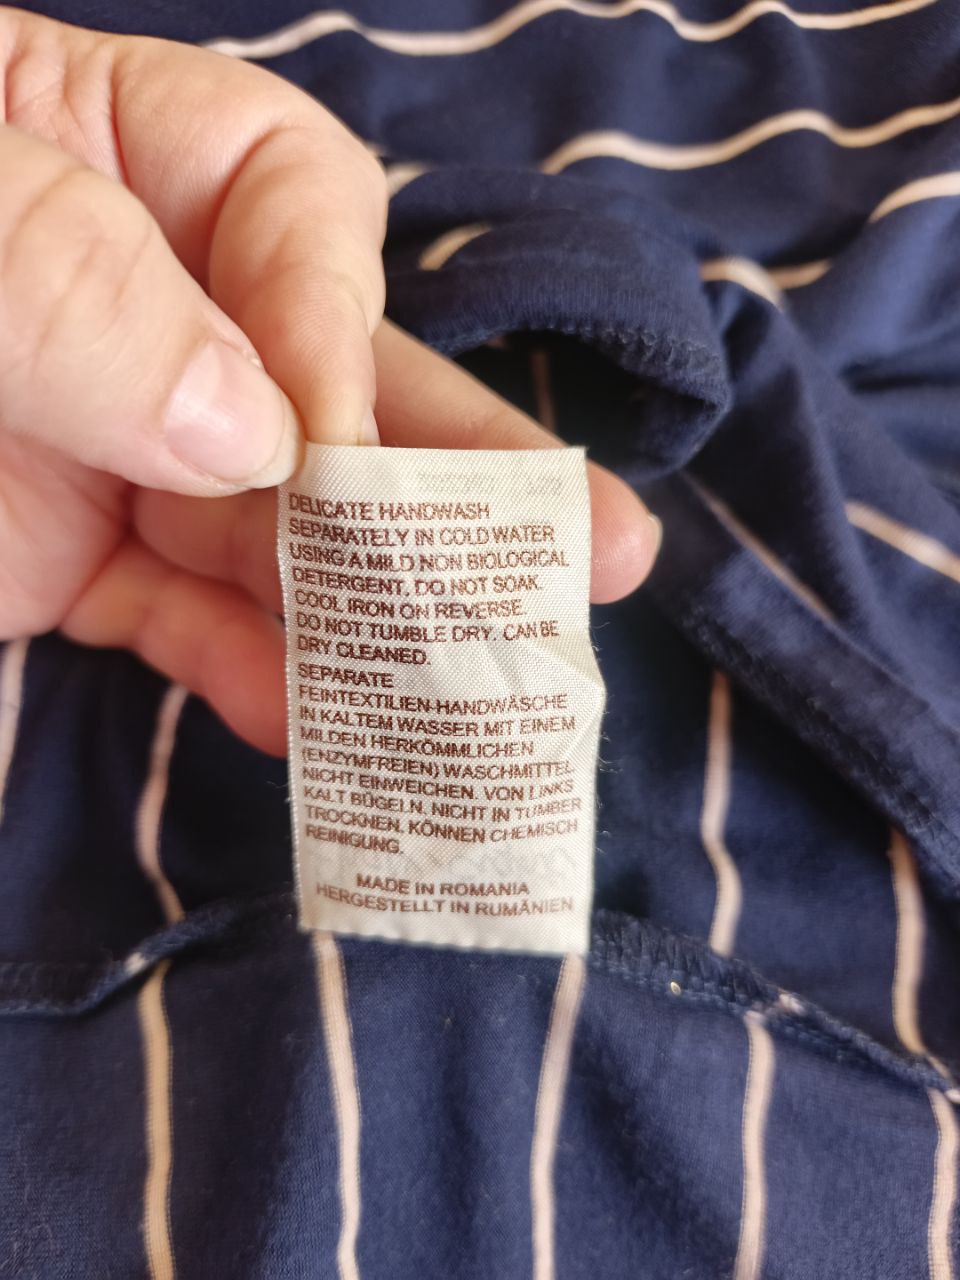 DELICATE HANDWASH
SEPARATELY IN COLD WATER
USING A MILD NON BIOLOGICAL
DETERGENT. DO NOT SOAK.
COOL IRON ON REVERSE.
DO NOT TUMBLE DRY. CAN BE
DRY CLEANED.
SEPARATE
FEINTEXTILIEN-HANDWÄSCHE
IN KALTEM WASSER MIT EINEM
MILDEN HERKÖMMLICHEN
(ENZYMFREIEN) WASCHMITTEL.
NICHT EINWEICHEN. VON LINKS
KALT BÜGELN. NICHT IN TUMBER
TROCKNEN. KÖNNEN CHEMISCH
REINIGUNG.
MADE IN ROMANIA
HERGESTELLT IN RUMÄNIEN